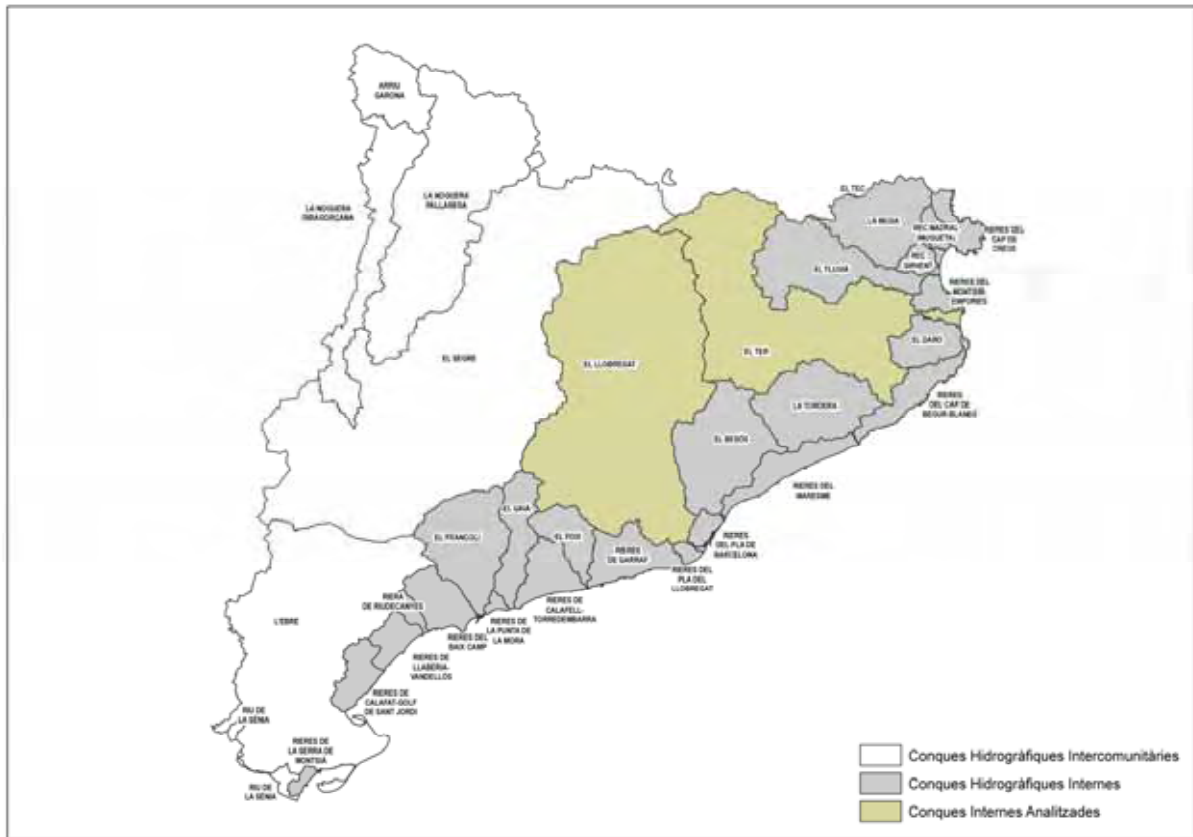 ARRIU
GARONA
LA NOGUERA
RIBAGORÇANA
LA NOGUERA
PALLARESA
EL SEGRE
EL TEC
LA MUGA
REC MADRAL
(MUGUETA)
REC
SIRVENT
RIERES DEL
CAP DE
CREUS
EL FLUVIÀ
RIERES DEL
MONTGRÍ-
EMPÚRIES
EL LLOBREGAT
EL TER
EL DARÓ
LA TORDERA
RIERES
DEL CAP DE
BEGUR-BLANES
EL BESÒS
RIERES DEL
MARESME
EL GAIÀ
EL FRANCOLÍ
EL FOIX
RIERES
DE GARRAF
RIERES
DEL PLA DE
BARCELONA
RIERES DEL
PLA DEL
LLOBREGAT
RIERA
DE RIUDECANYES
RIERES DE
CALAFELL-
TORREDEMBARRA
RIERES DE
LA PUNTA DE
LA MORA
RIERES DEL
BAIX CAMP
L'EBRE
RIERES DE
LLABERIA-
VANDELLÓS
RIERES DE
CALAFAT-GOLF
DE SANT JORDI
RIU DE
LA SÉNIA
RIERES DE
LA SERRA DE
MONTSIÀ
RIU DE
LA SÉNIA
Conques Hidrogràfiques Intercomunitàries
Conques Hidrogràfiques Internes
Conques Internes Analitzades